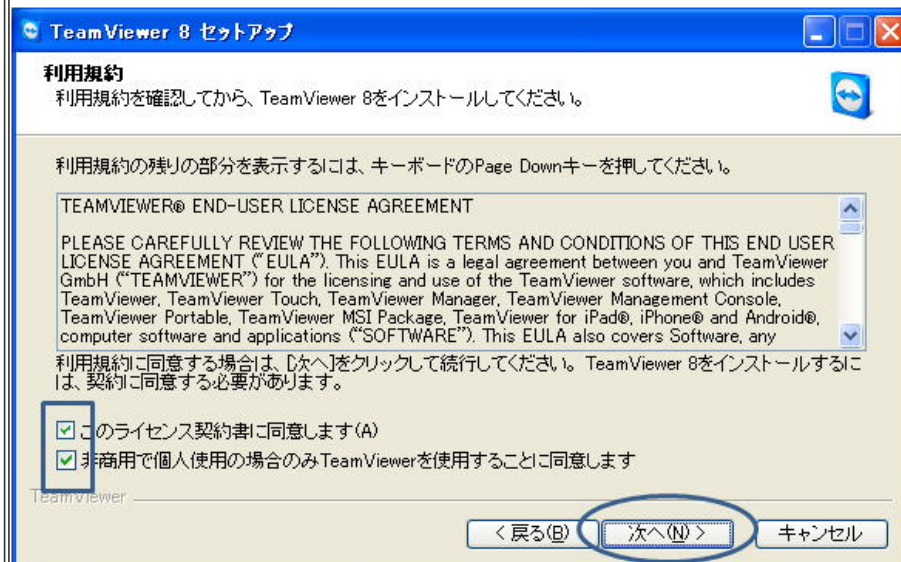 TeamViewer 8 セットアップ
利用規約
利用規約を確認してから、TeamViewer 8をインストールしてください。
利用規約の残りの部分を表示するには、キーボードのPage Downキーを押してください。
TEAMVIEWER® END-USER LICENSE AGREEMENT
PLEASE CAREFULLY REVIEW THE FOLLOWING TERMS AND CONDITIONS OF THIS END USER
LICENSE AGREEMENT (“EULA”). This EULA is a legal agreement between you and TeamViewer
GmbH (“TEAMVIEWER”) for the licensing and use of the TeamViewer software, which includes
TeamViewer, TeamViewer Touch, TeamViewer Manager, TeamViewer Management Console,
TeamViewer Portable, TeamViewer MSI Package, TeamViewer for iPad®, iPhone® and Android®,
computer software and applications (“SOFTWARE”). This EULA also covers Software, any
利用規約に同意する場合は、[次へ]をクリックして続行してください。 TeamViewer 8をインストールするに
は、契約に同意する必要があります。
このライセンス契約書に同意します(A)
非商用で個人使用の場合のみTeamViewerを使用することに同意します
TeamViewer
< 戻る(B) 次へ(N) > キャンセル